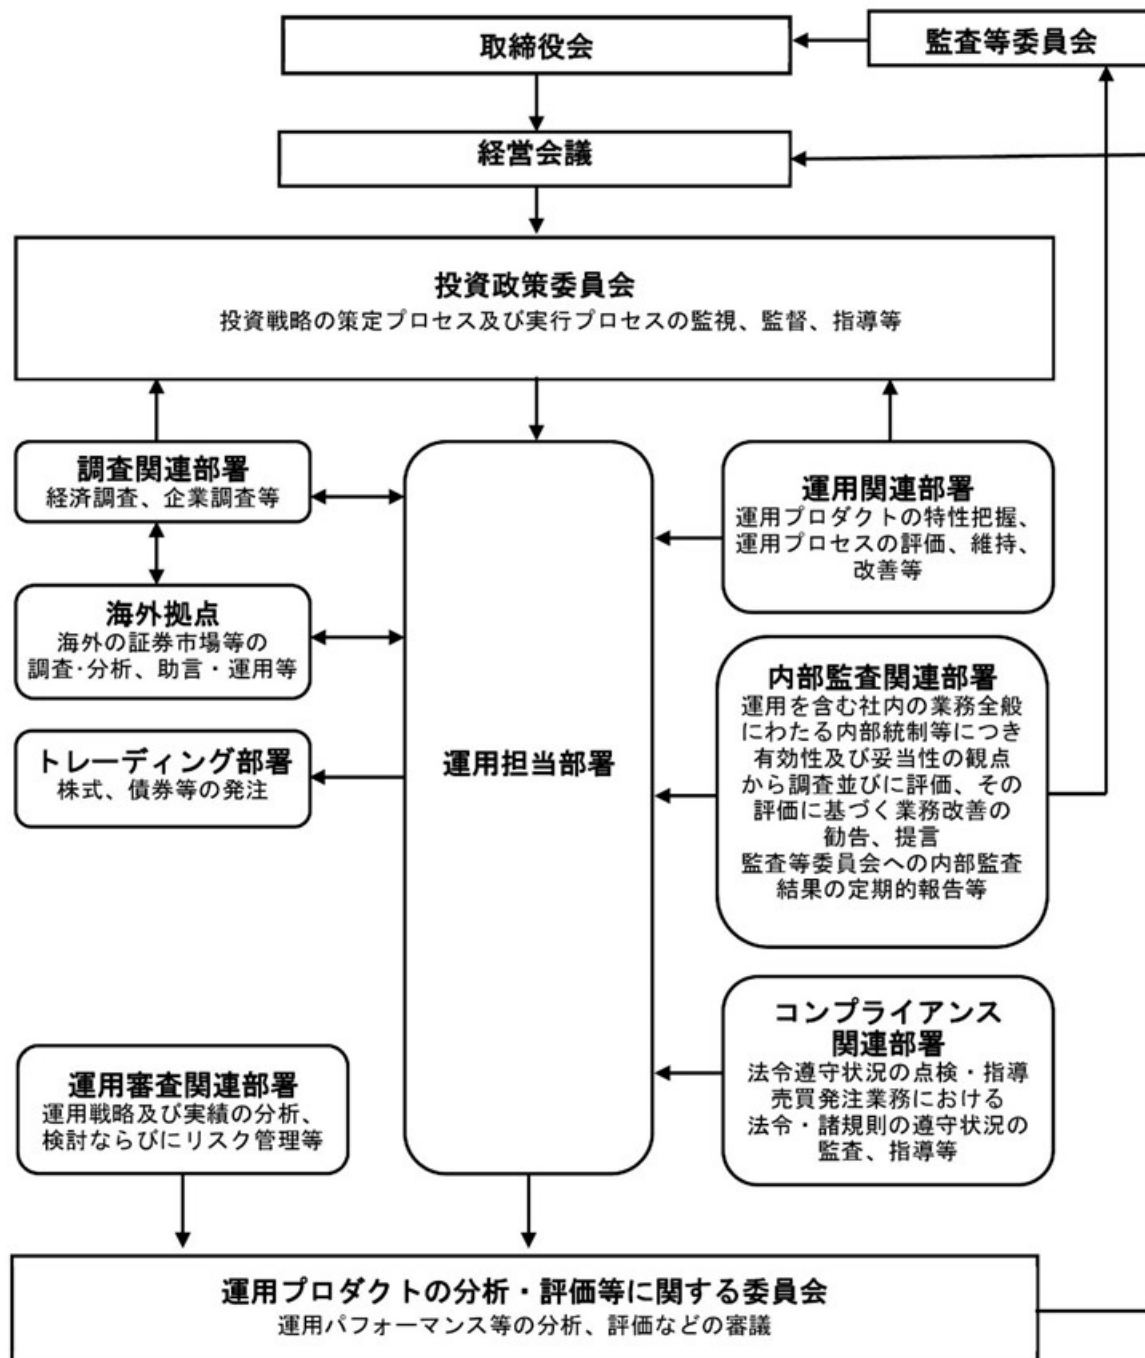 取締役会
監査等委員会
経営会議
投資政策委員会
投資戦略の策定プロセス及び実行プロセスの監視、監督、指導等
調査関連部署
経済調査、企業調査等
海外拠点
海外の証券市場等の
調査･分析、助言・運用等
トレーディング部署
株式、債券等の発注
運用担当部署
運用関連部署
運用プロダクトの特性把握、
運用プロセスの評価、維持、
改善等
内部監査関連部署
運用を含む社内の業務全般
にわたる内部統制等につき
有効性及び妥当性の観点
から調査並びに評価、その
評価に基づく業務改善の
勧告、提言
監査等委員会への内部監査
結果の定期的報告等
コンプライアンス
関連部署
法令遵守状況の点検・指導
売買発注業務における
法令・諸規則の遵守状況の
監査、指導等
運用審査関連部署
運用戦略及び実績の分析、
検討ならびにリスク管理等
運用プロダクトの分析・評価等に関する委員会
運用パフォーマンス等の分析、評価などの審議